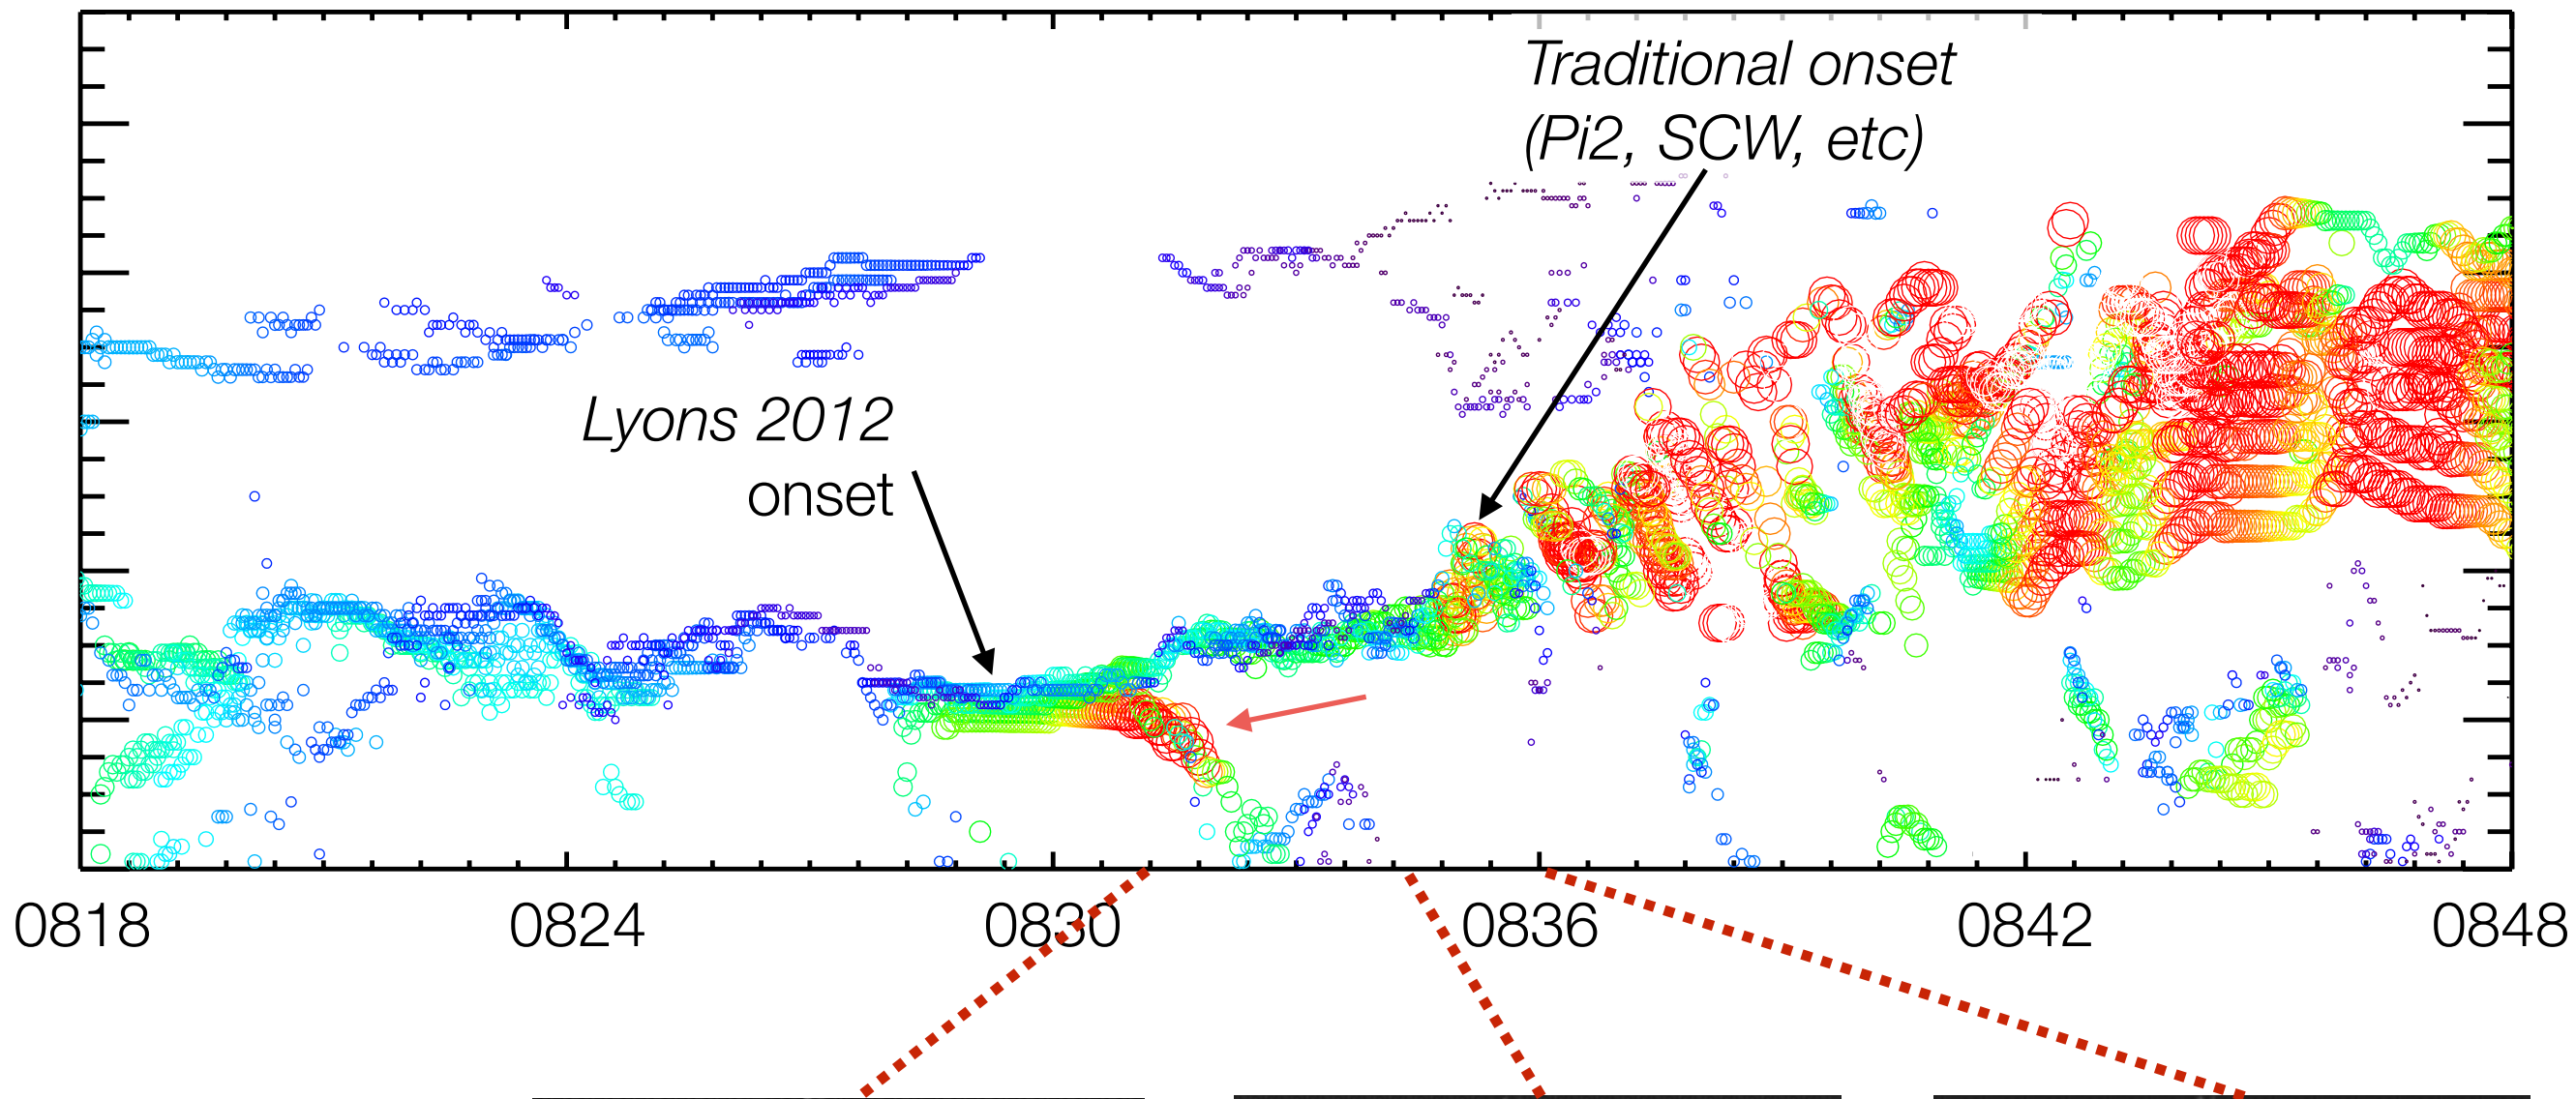 Traditional onset
(Pi2, SCW, etc)
Lyons 2012
onset
0818 0824 0830 0836 0842 0848